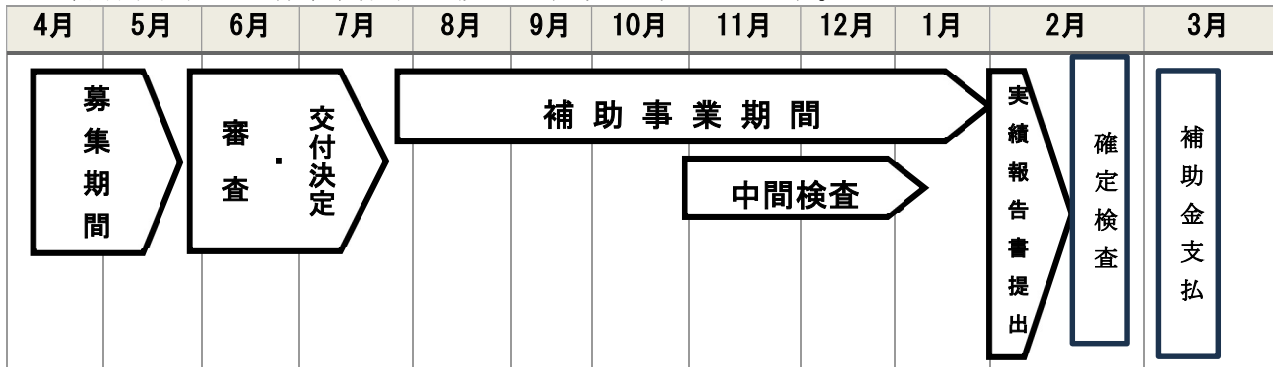 4月 5月 6月 7月 8月 9月 10月 11月 12月 1月 2月 3月
募集期間
審査・交付決定
補助事業期間
中間検査
実績報告書提出
確定検査
補助金支払